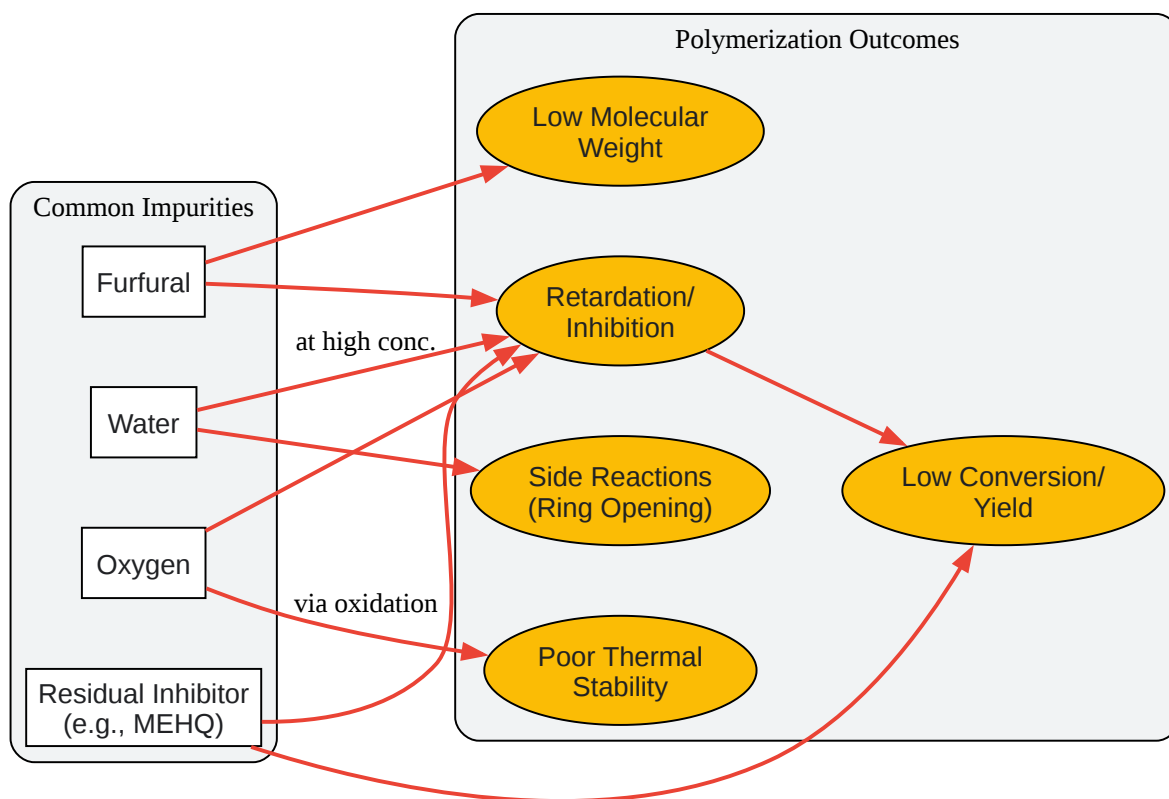 Polymerization Outcomes
Low Molecular
Weight
Common Impurities
Furfural
Retardation/
Inhibition
at high conc.
Water
Side Reactions
(Ring Opening)
Low Conversion/
Yield
Oxygen
via oxidation
Poor Thermal
Stability
Residual Inhibitor
(e.g., MEHQ)